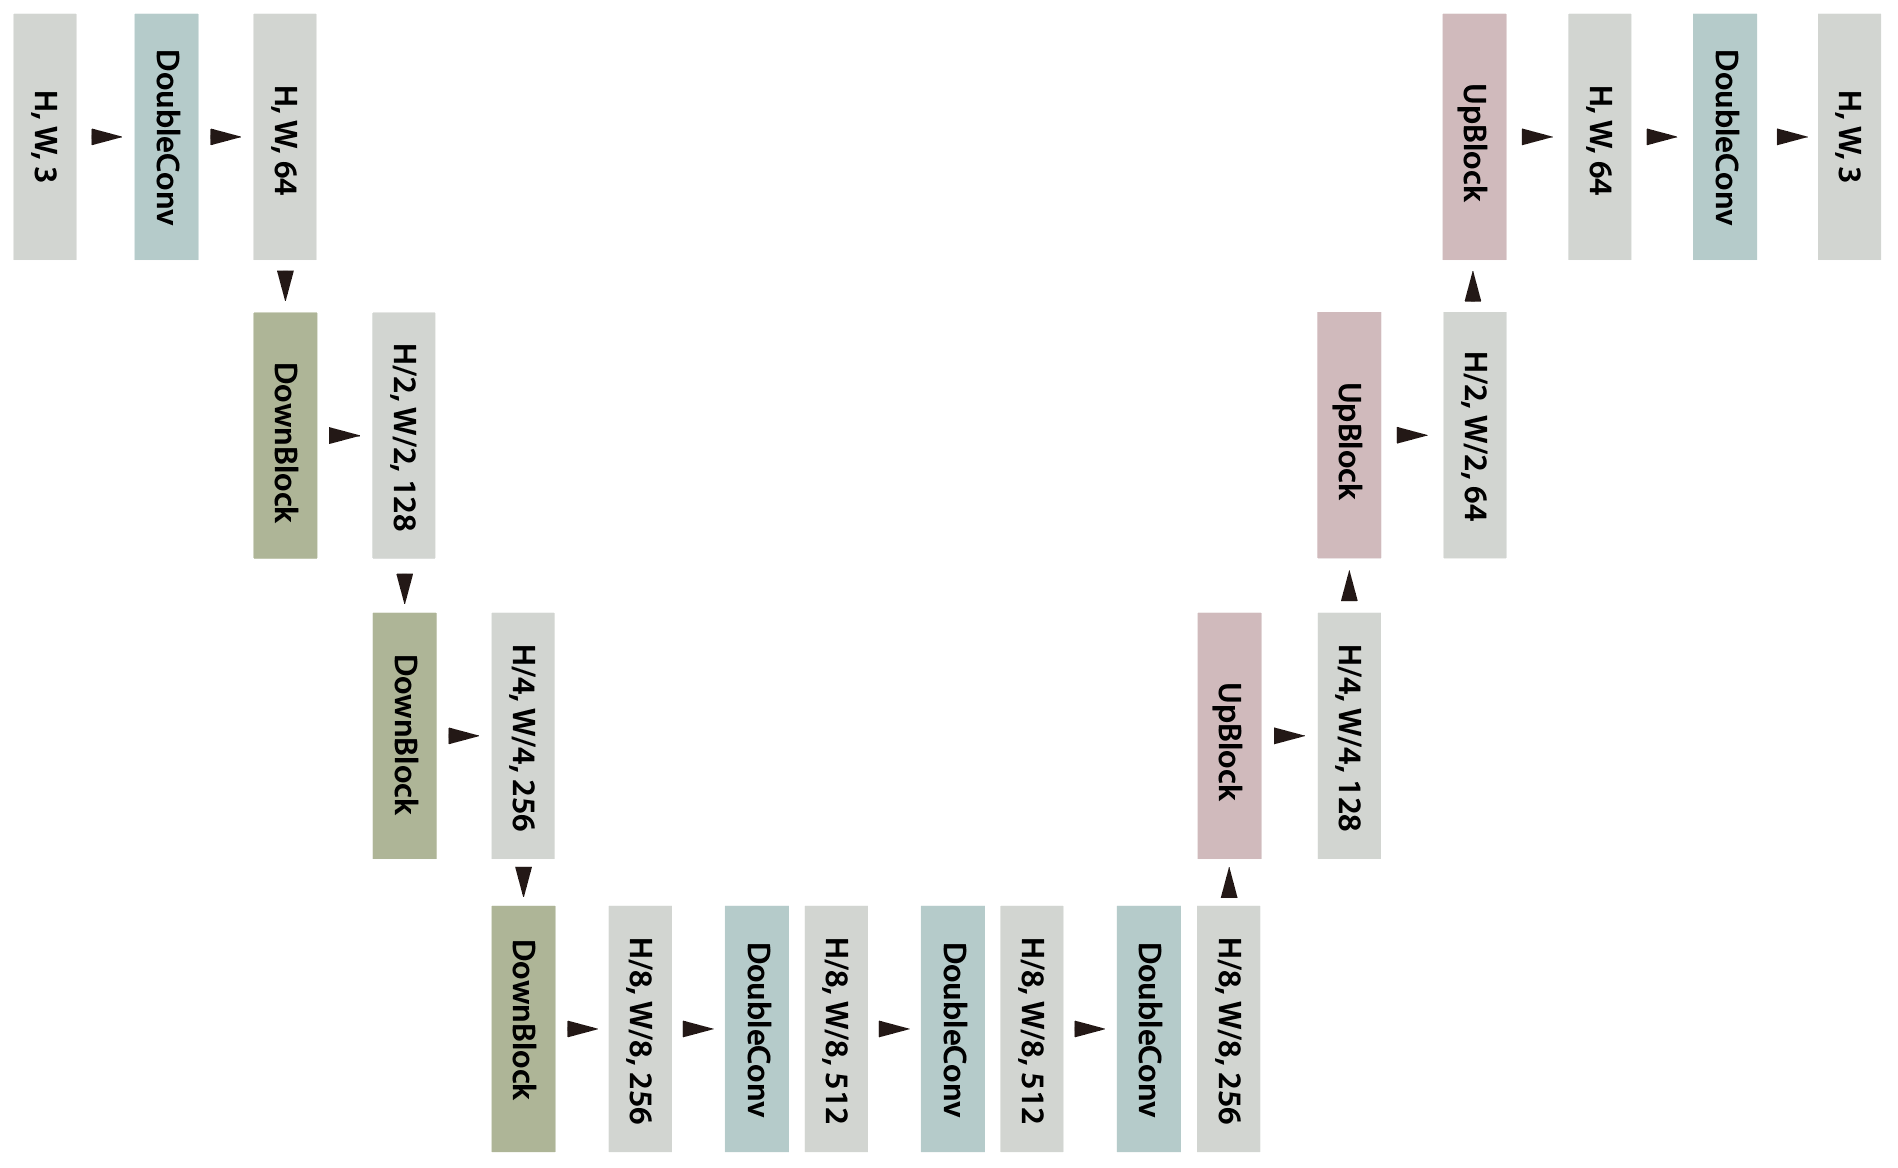 H, W, 3
DoubleConv
H, W, 64
UpBlock
H, W, 64
DoubleConv
H, W, 3
DownBlock
H/2, W/2, 128
UpBlock
H/2, W/2, 64
DownBlock
H/4, W/4, 256
UpBlock
H/4, W/4, 128
DownBlock
H/8, W/8, 256
DoubleConv
H/8, W/8, 512
DoubleConv
H/8, W/8, 512
DoubleConv
H/8, W/8, 256